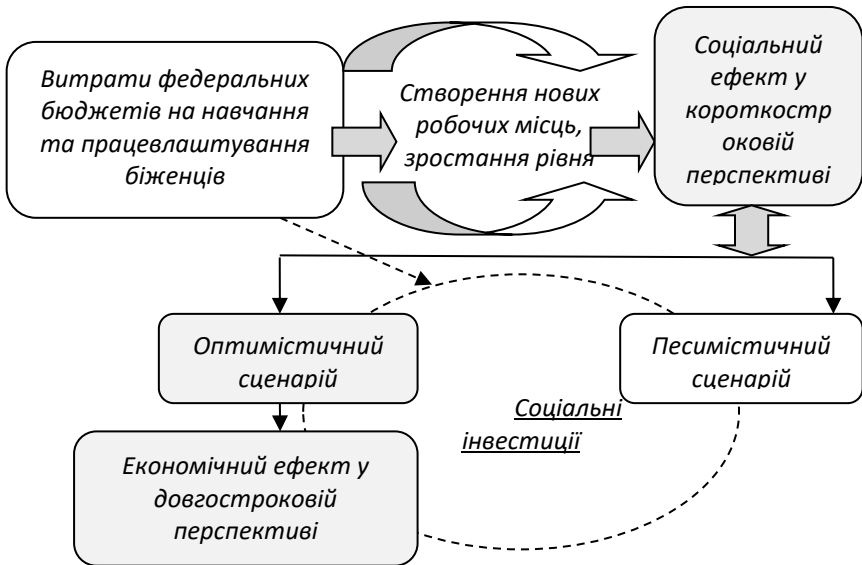 Витрати федеральних
бюджетів на навчання
та працевлаштування
біженців
Створення нових
робочих місць,
зростання рівня
Соціальний
ефект у
короткостр
оковій
перспективі
Оптимістичний
сценарій
Песимістичний
сценарій
Соціальні
інвестиції
Економічний ефект у
довгостроковій
перспективі